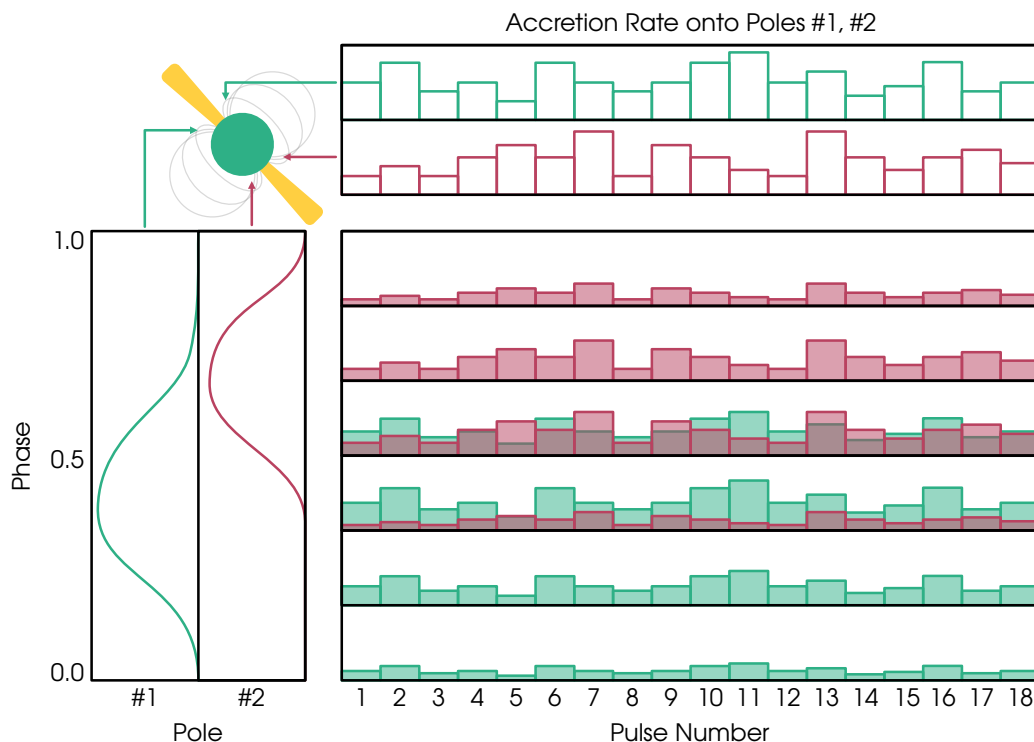 Accretion Rate onto Poles #1, #2
1.0
0.5
0.0
Phase
#1 #2
Pole
1 2 3 4 5 6 7 8 9 10 11 12 13 14 15 16 17 18
Pulse Number